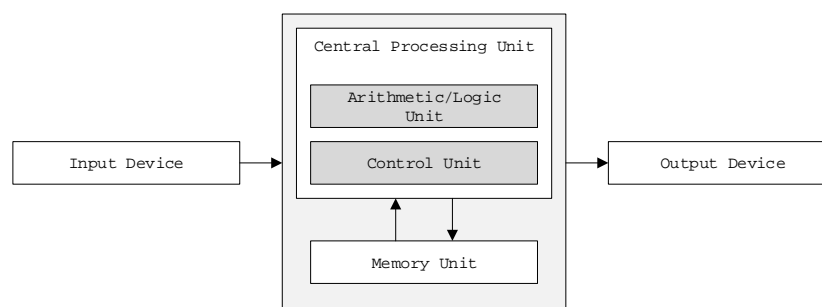 Central Processing Unit
Arithmetic/Logic
Unit
Input Device
Control Unit
Output Device
Memory Unit